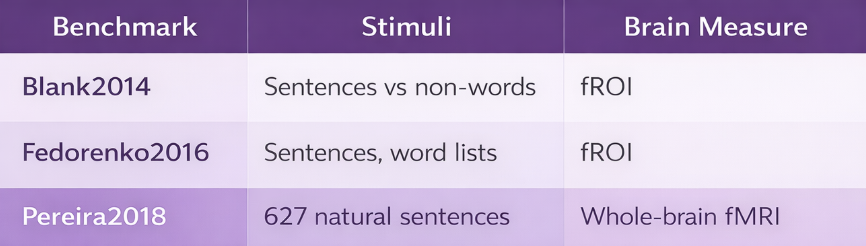 Benchmark Stimuli Brain Measure
Blank2014 Sentences vs non-words fROI
Fedorenko2016 Sentences, word lists fROI
Pereira2018 627 natural sentences Whole-brain fMRI